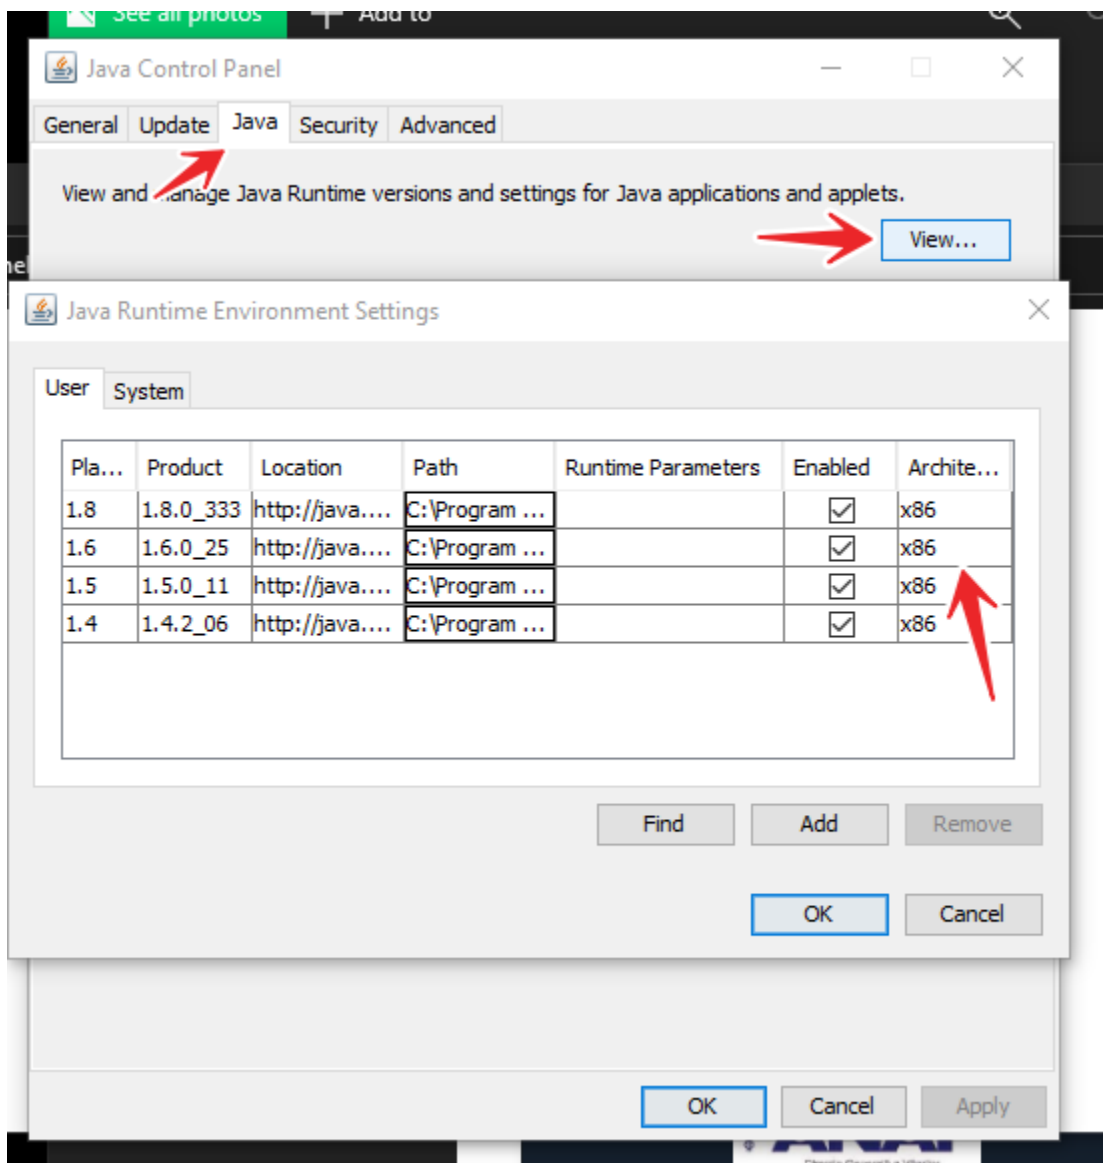 See all photos
Add to
Java Control Panel
General Update Java Security Advanced
View and manage Java Runtime versions and settings for Java applications and applets.
View...
Java Runtime Environment Settings
User System
Pla... Product Location Path Runtime Parameters Enabled Archite...
1.8 1.8.0_333 http://java.... C:\Program ... x86
1.6 1.6.0_25 http://java.... C:\Program ... x86
1.5 1.5.0_11 http://java.... C:\Program ... x86
1.4 1.4.2_06 http://java.... C:\Program ... x86
Find Add Remove
OK Cancel
OK Cancel Apply